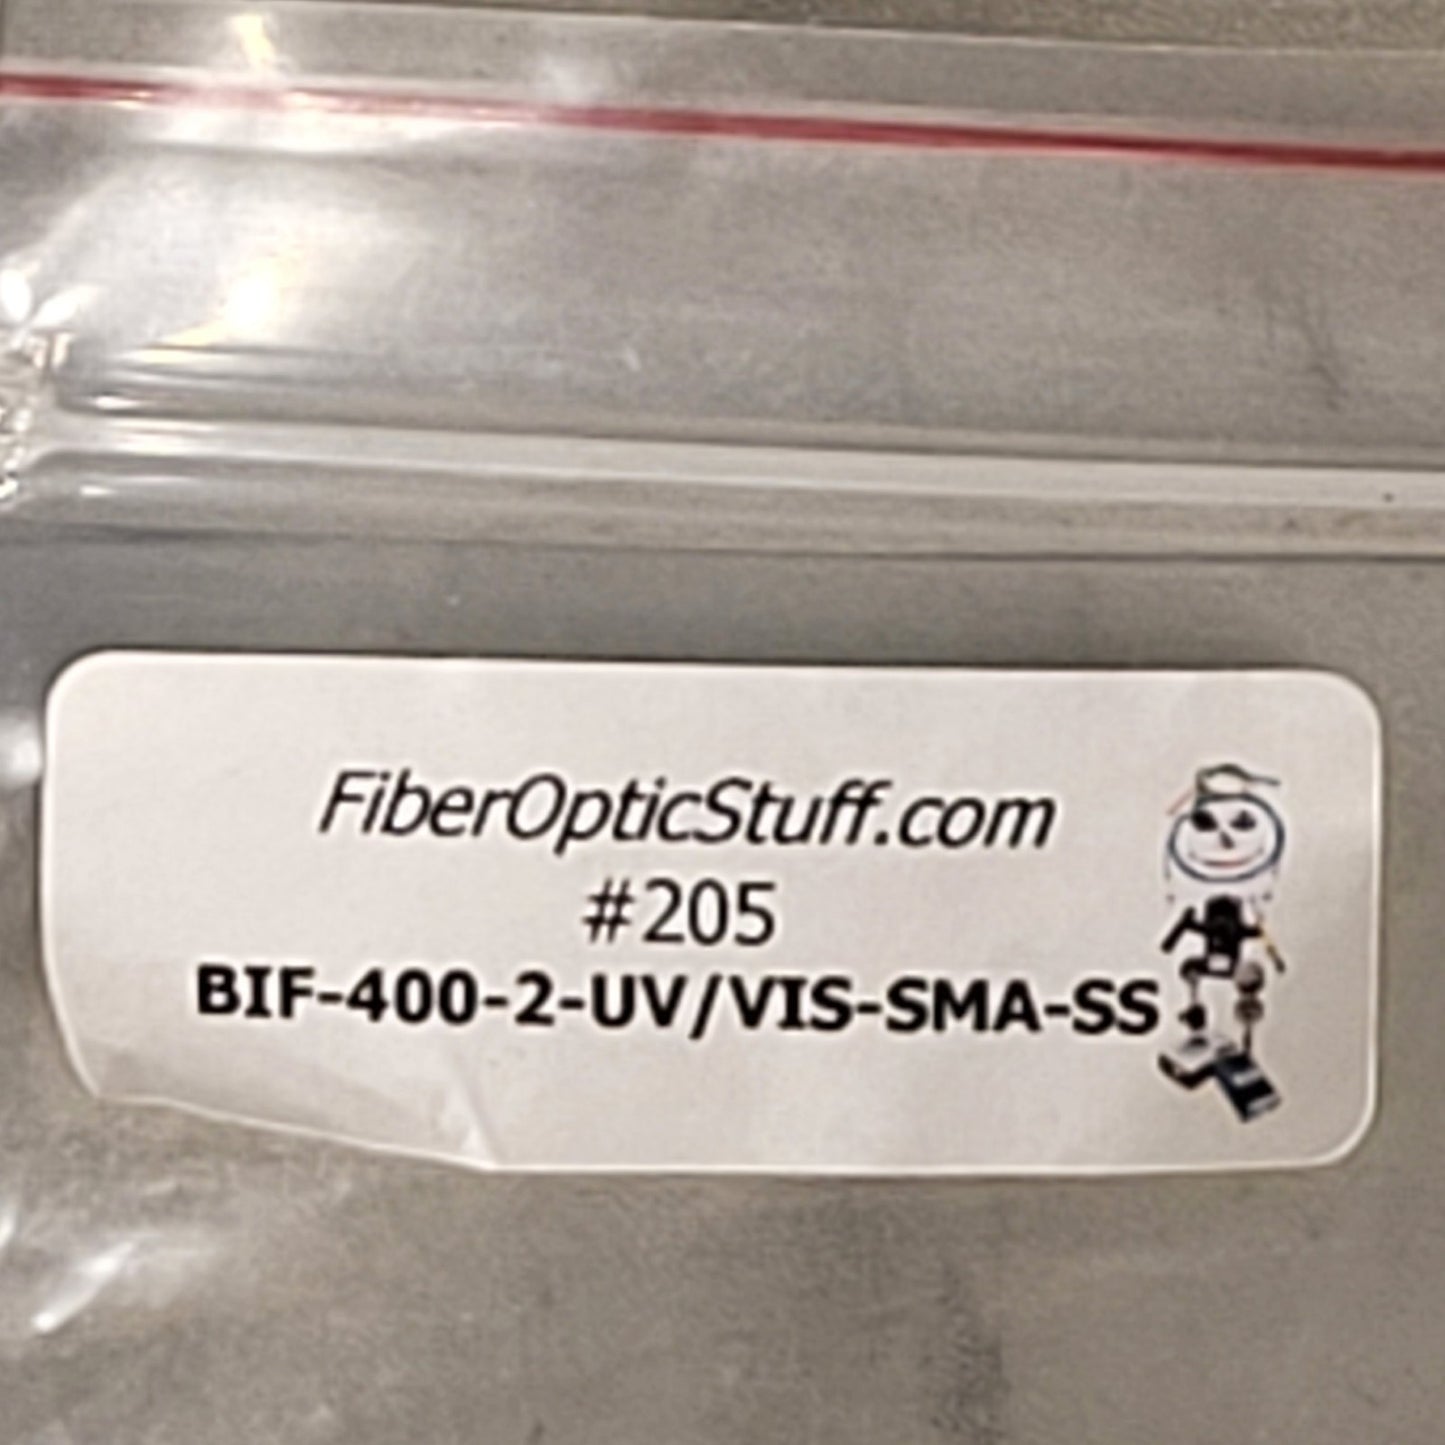 FiberOpticStuff.com
#205
BIF-400-2-UV/VIS-SMA-SS